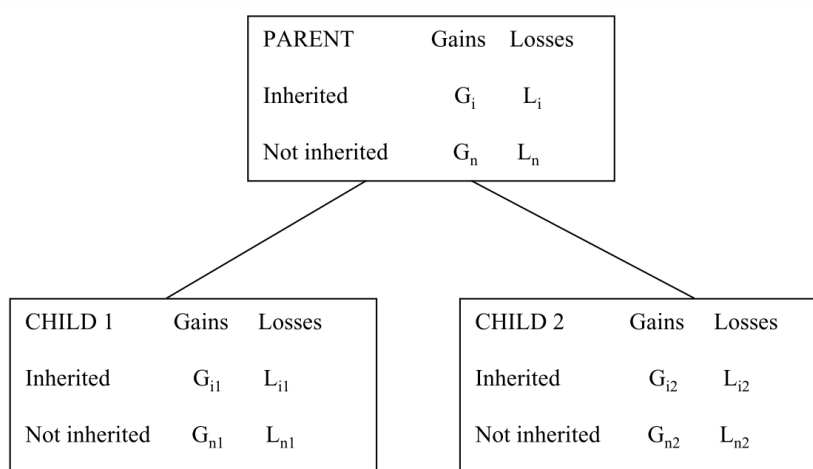 PARENT Gains Losses
Inherited Gᵢ Lᵢ
Not inherited Gₙ Lₙ
CHILD 1 Gains Losses
Inherited Gᵢ₁ Lᵢ₁
Not inherited Gₙ₁ Lₙ₁
CHILD 2 Gains Losses
Inherited Gᵢ₂ Lᵢ₂
Not inherited Gₙ₂ Lₙ₂